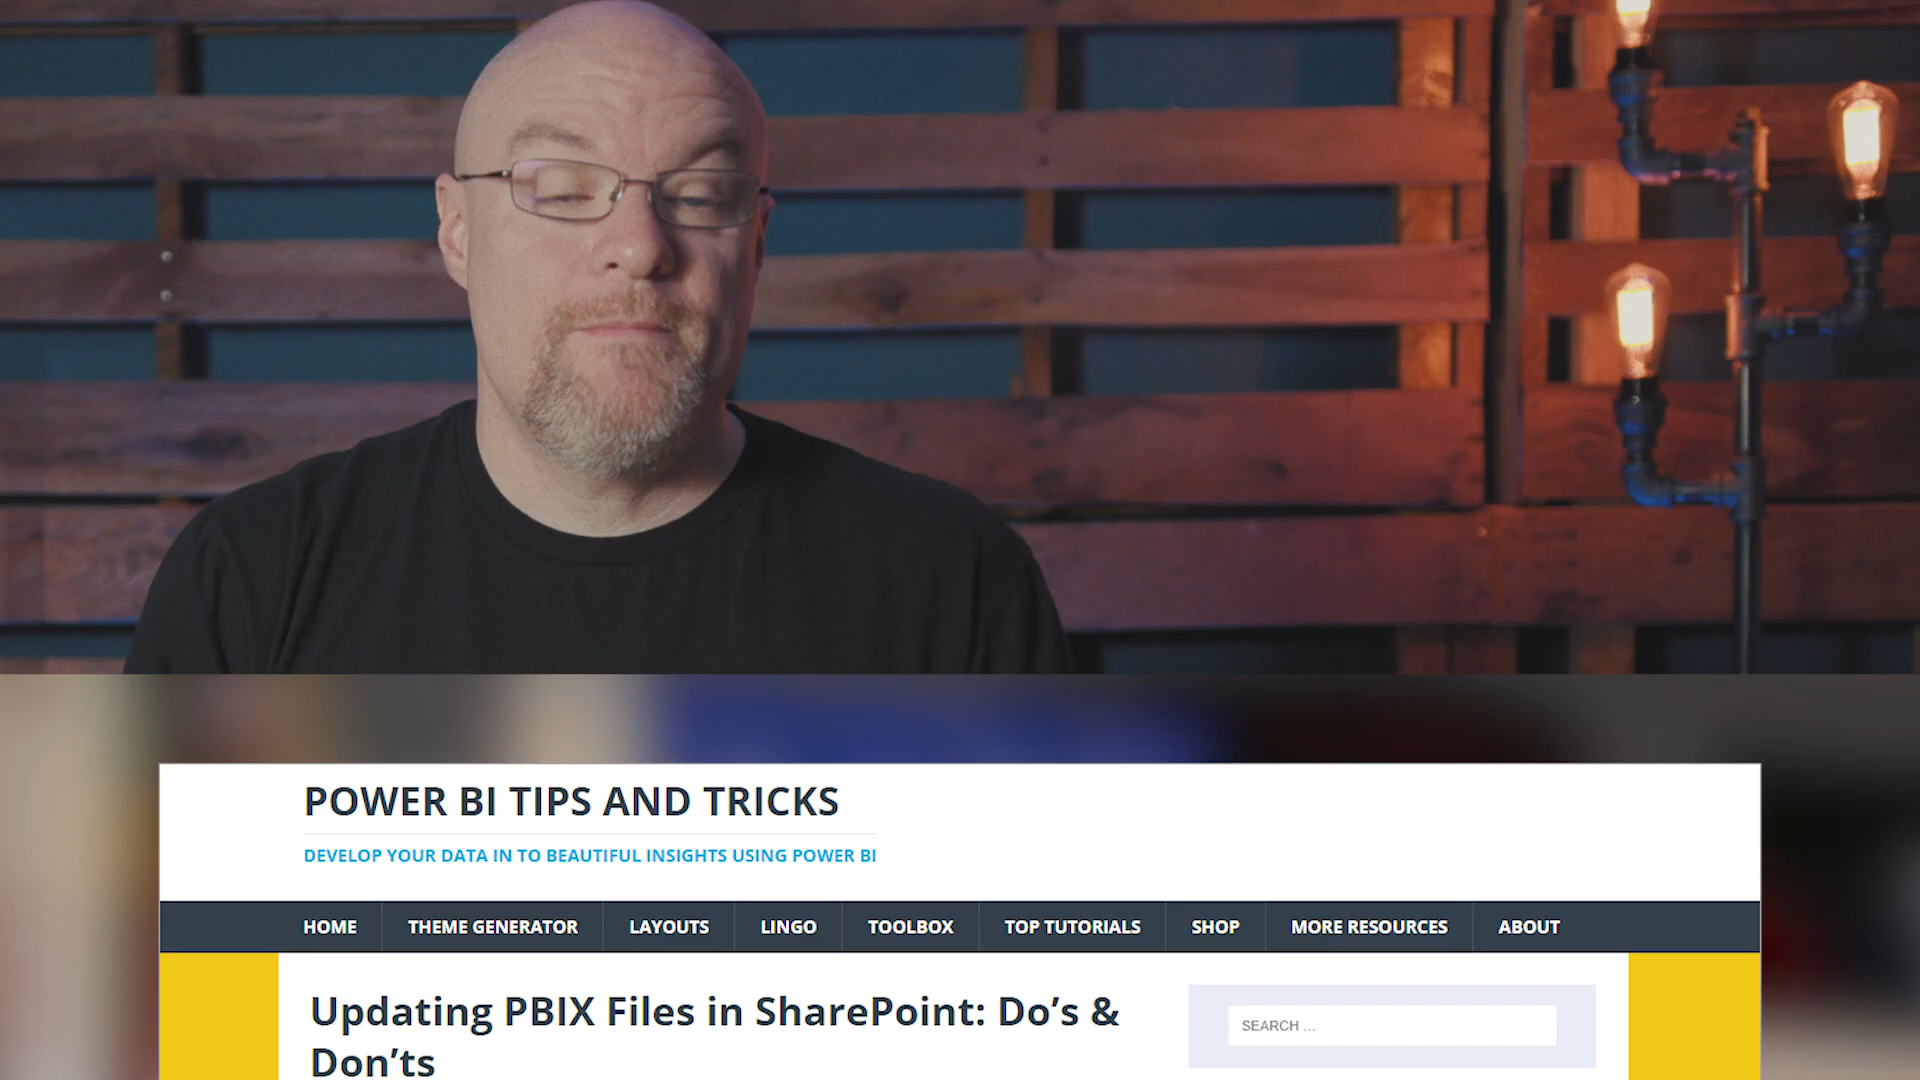 POWER BI TIPS AND TRICKS
DEVELOP YOUR DATA IN TO BEAUTIFUL INSIGHTS USING POWER BI
HOME THEME GENERATOR LAYOUTS LINGO TOOLBOX TOP TUTORIALS SHOP MORE RESOURCES ABOUT
Updating PBIX Files in SharePoint: Do’s &
Don’ts
SEARCH …